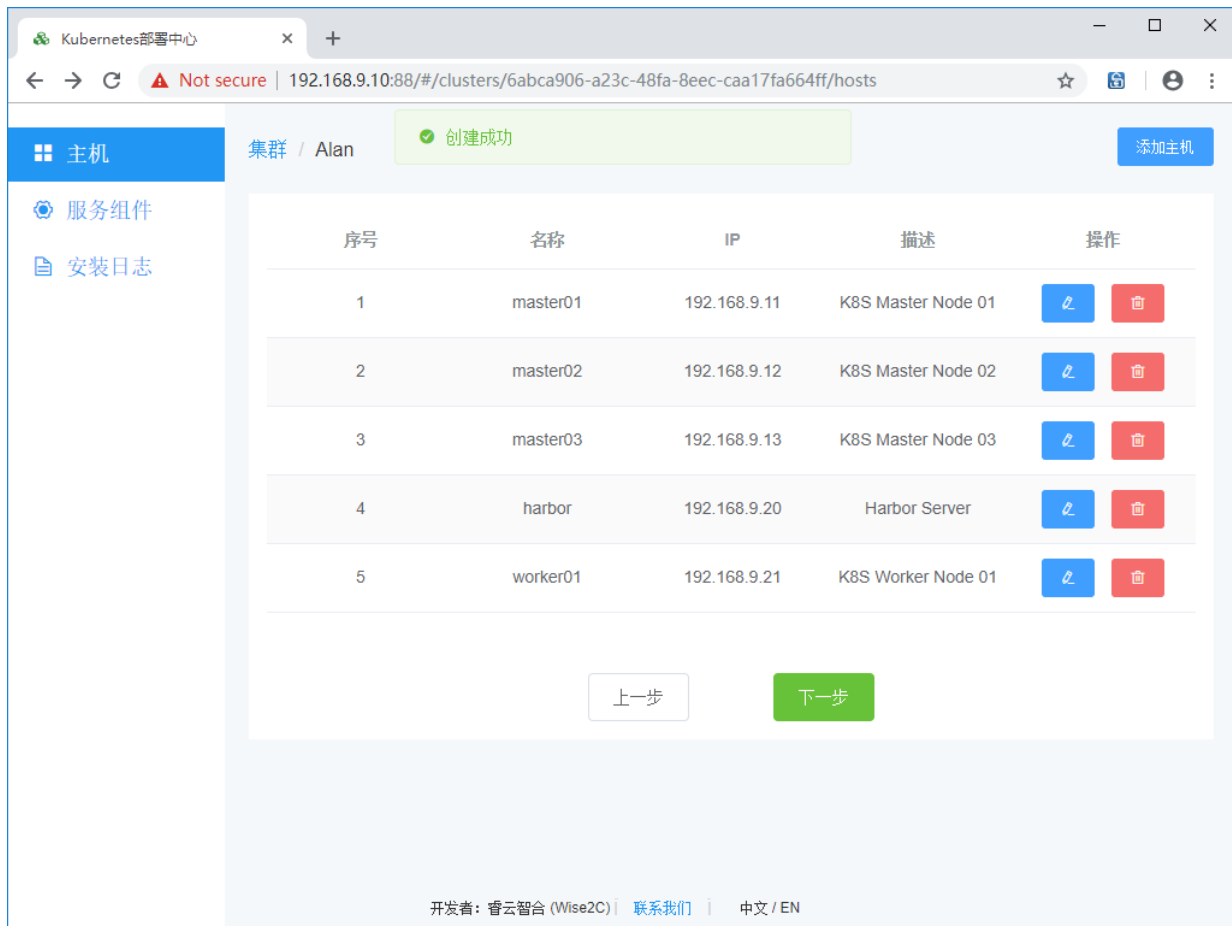 Kubernetes部署中心
Not secure | 192.168.9.10:88/#/clusters/6abca906-a23c-48fa-8eec-caa17fa664ff/hosts
主机
服务组件
安装日志
集群 / Alan
创建成功
添加主机
序号 名称 IP 描述 操作
1 master01 192.168.9.11 K8S Master Node 01
2 master02 192.168.9.12 K8S Master Node 02
3 master03 192.168.9.13 K8S Master Node 03
4 harbor 192.168.9.20 Harbor Server
5 worker01 192.168.9.21 K8S Worker Node 01
上一步 下一步
开发者：睿云智合 (Wise2C) | 联系我们 | 中文 / EN